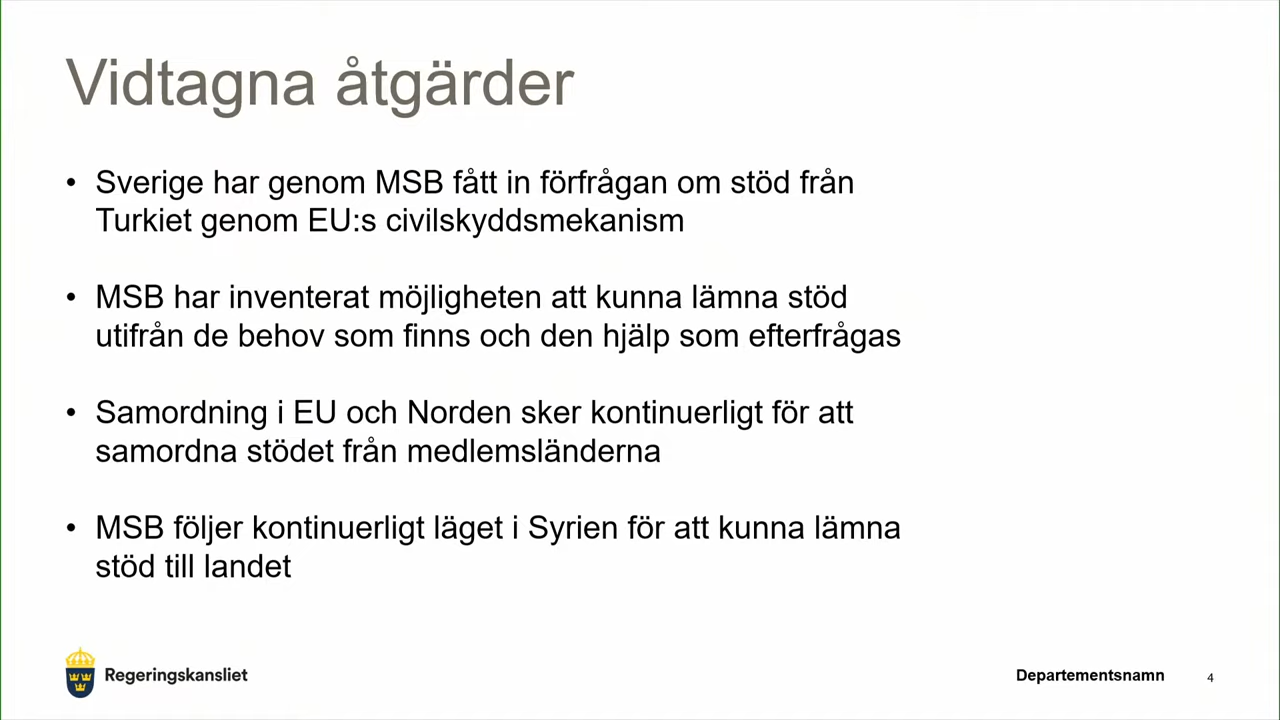 Vidtagna åtgärder
• Sverige har genom MSB fått in förfrågan om stöd från
Turkiet genom EU:s civilskyddsmekanism
• MSB har inventerat möjligheten att kunna lämna stöd
utifrån de behov som finns och den hjälp som efterfrågas
• Samordning i EU och Norden sker kontinuerligt för att
samordna stödet från medlemsländerna
• MSB följer kontinuerligt läget i Syrien för att kunna lämna
stöd till landet
Regeringskansliet
Departementsnamn
4